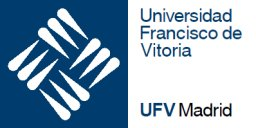 Universidad
Francisco de
Vitoria
UFV Madrid